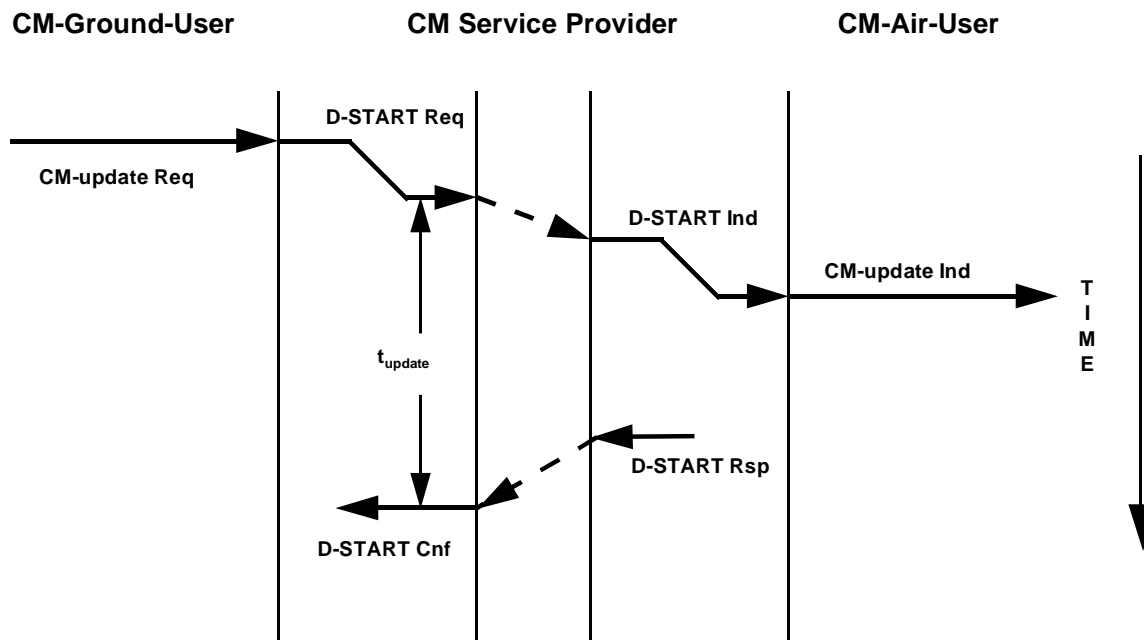 CM-Ground-User
CM Service Provider
CM-Air-User
D-START Req
CM-update Req
D-START Ind
CM-update Ind
T
I
M
E
tupdate
D-START Rsp
D-START Cnf